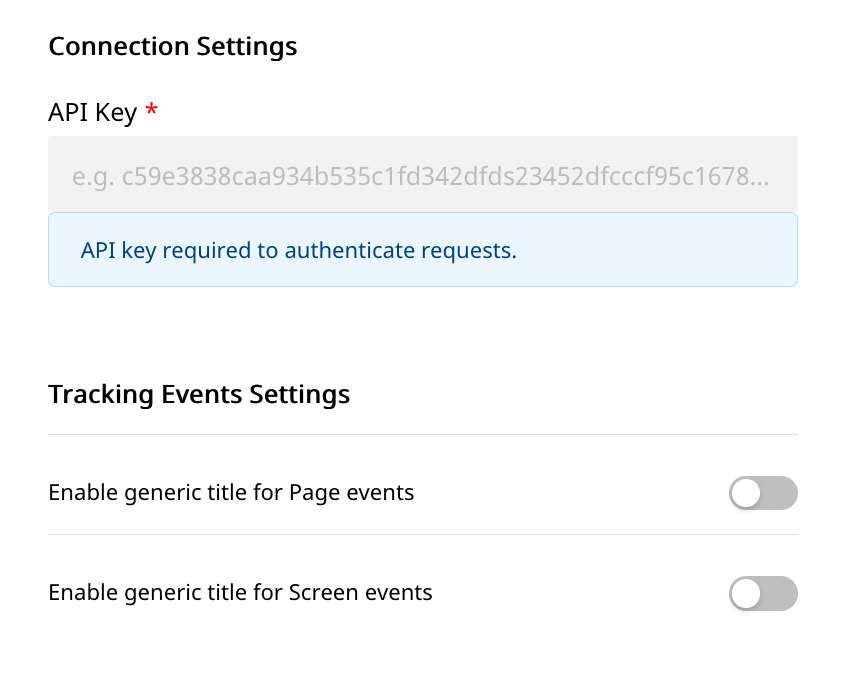 Connection Settings
API Key *
e.g. c59e3838caa934b535c1fd342dfds23452dfcccf95c1678...
API key required to authenticate requests.
Tracking Events Settings
Enable generic title for Page events
Enable generic title for Screen events